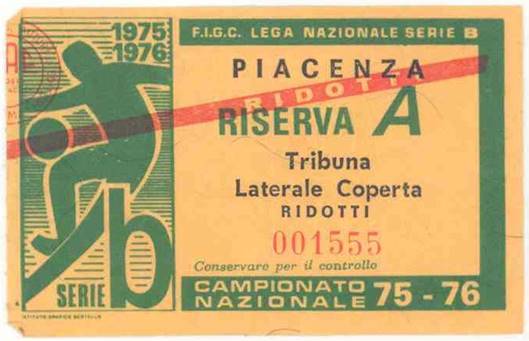 1975
1976
F.I.G.C. LEGA NAZIONALE SERIE B
PIACENZA
RIDOTTI
RISERVA A
Tribuna
Laterale Coperta
RIDOTTI
001555
Conservare per il controllo
SERIE b
CAMPIONATO
NAZIONALE 75-76